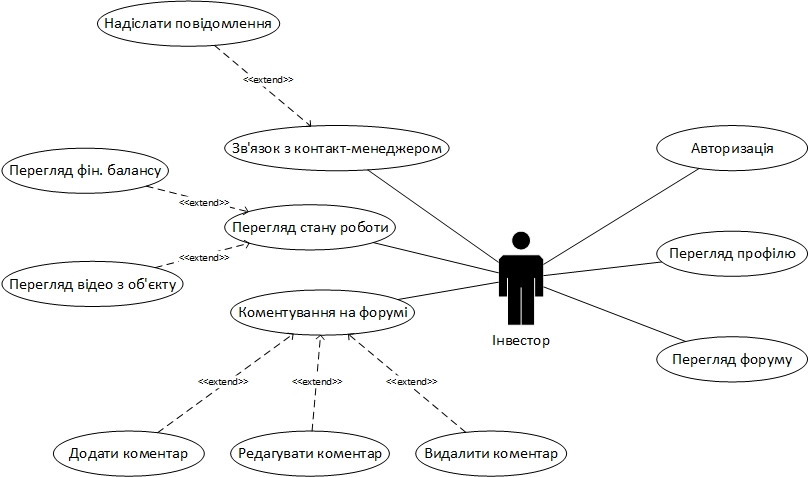 Надіслати повідомлення
<<extend>>
Зв'язок з контакт-менеджером
Авторизація
Перегляд фін. балансу
<<extend>>
Перегляд стану роботи
Перегляд профілю
<<extend>>
Перегляд відео з об'єкту
Коментування на форумі
Інвестор
Перегляд форуму
<<extend>>
<<extend>>
<<extend>>
Додати коментар
Редагувати коментар
Видалити коментар